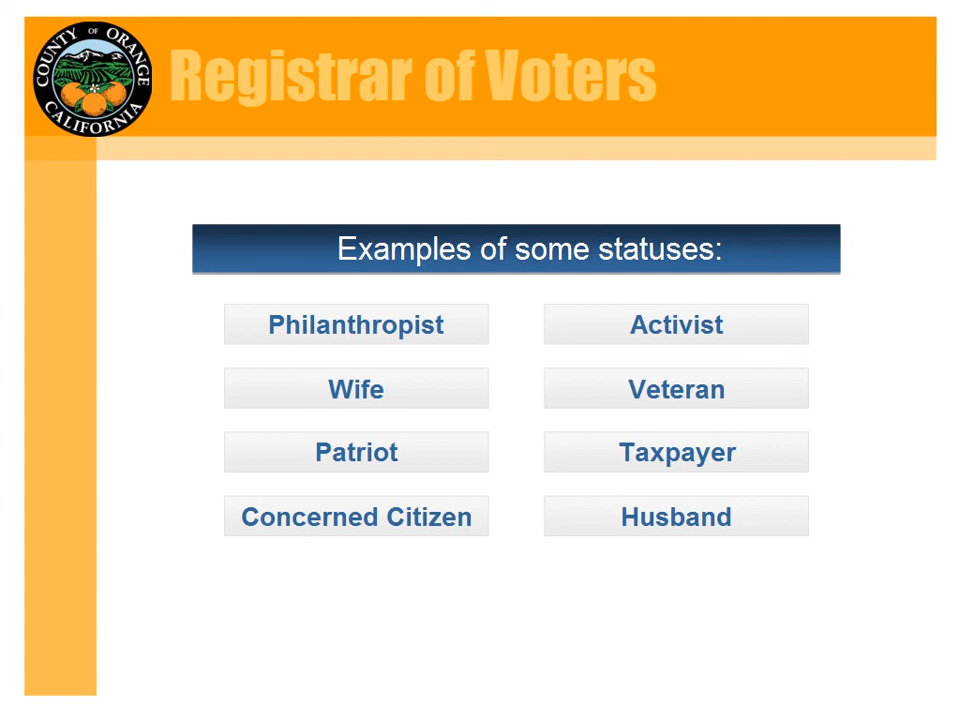 COUNTY OF ORANGE
CALIFORNIA
Registrar of Voters
Examples of some statuses:
Philanthropist
Activist
Wife
Veteran
Patriot
Taxpayer
Concerned Citizen
Husband